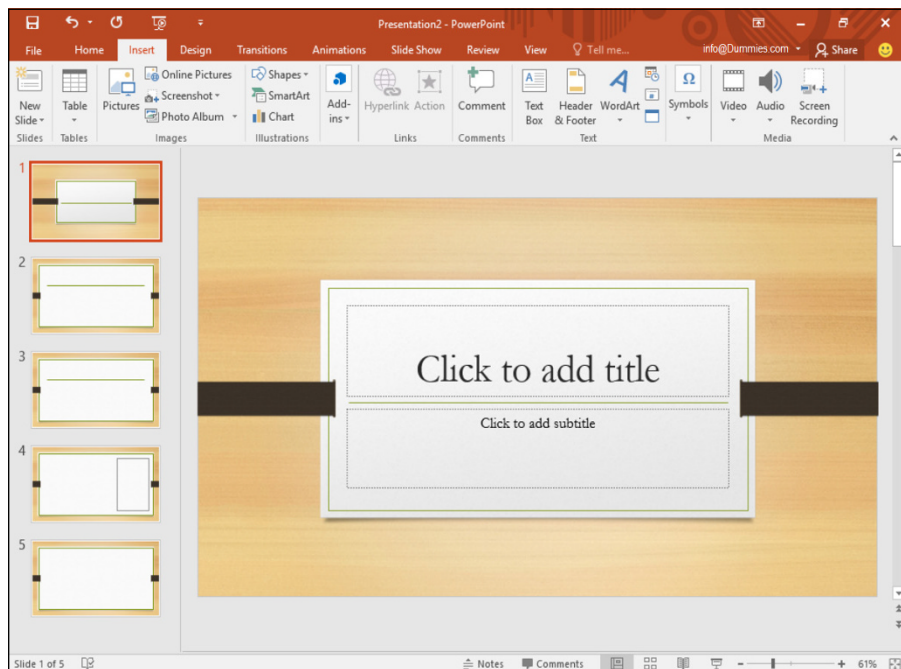 Presentation2 - PowerPoint
File Home Insert Design Transitions Animations Slide Show Review View Tell me... info@Dummies.com Share
New Slide
Table
Pictures
Online Pictures
Screenshot
Photo Album
Shapes
SmartArt
Chart
Add-ins
Hyperlink
Action
Comment
Text Box
Header & Footer
WordArt
Ω
Symbols
Video
Audio
Screen Recording
Slides Tables Images Illustrations Links Comments Text Media
1
2
3
4
5
Click to add title
Click to add subtitle
Slide 1 of 5 Notes Comments 61%